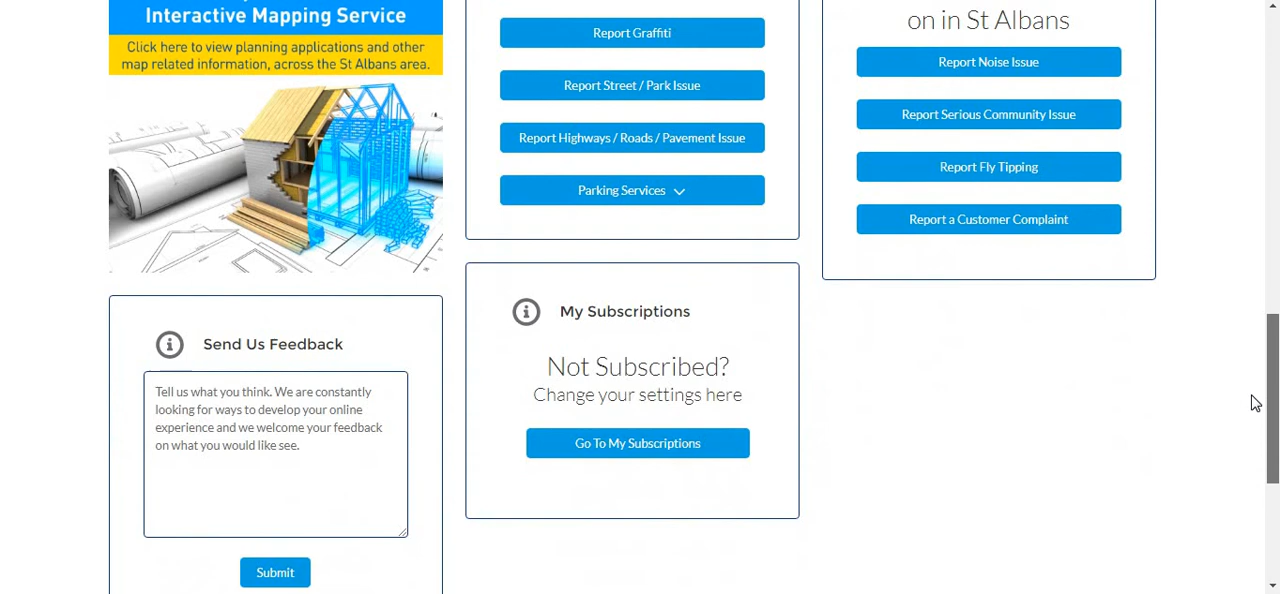 Interactive Mapping Service
Click here to view planning applications and other
map related information, across the St Albans area.
Send Us Feedback
Tell us what you think. We are constantly
looking for ways to develop your online
experience and we welcome your feedback
on what you would like see.
Submit
Report Graffiti
Report Street / Park Issue
Report Highways / Roads / Pavement Issue
Parking Services
My Subscriptions
Not Subscribed?
Change your settings here
Go To My Subscriptions
on in St Albans
Report Noise Issue
Report Serious Community Issue
Report Fly Tipping
Report a Customer Complaint